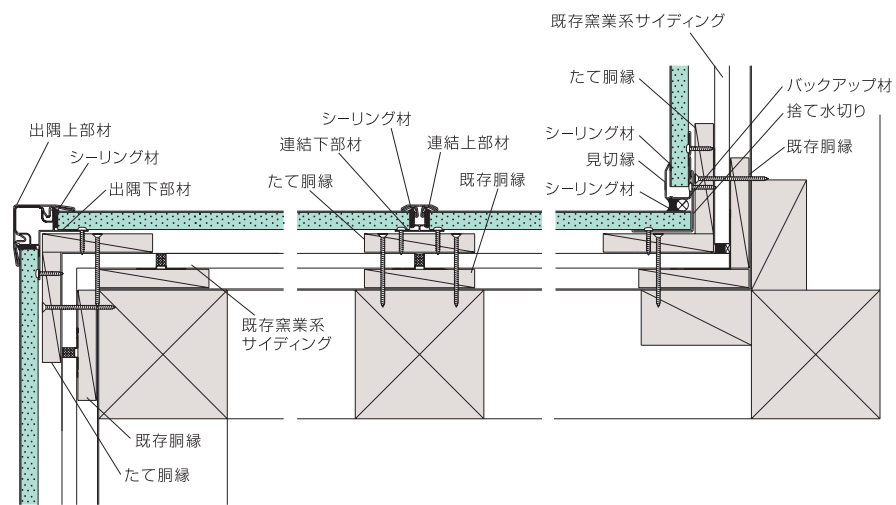 既存窯業系サイディング
たて胴縁
バックアップ材
捨て水切り
シーリング材
見切縁
既存胴縁
シーリング材
シーリング材
連結下部材
連結上部材
たて胴縁
既存胴縁
出隅上部材
シーリング材
出隅下部材
既存窯業系
サイディング
既存胴縁
たて胴縁